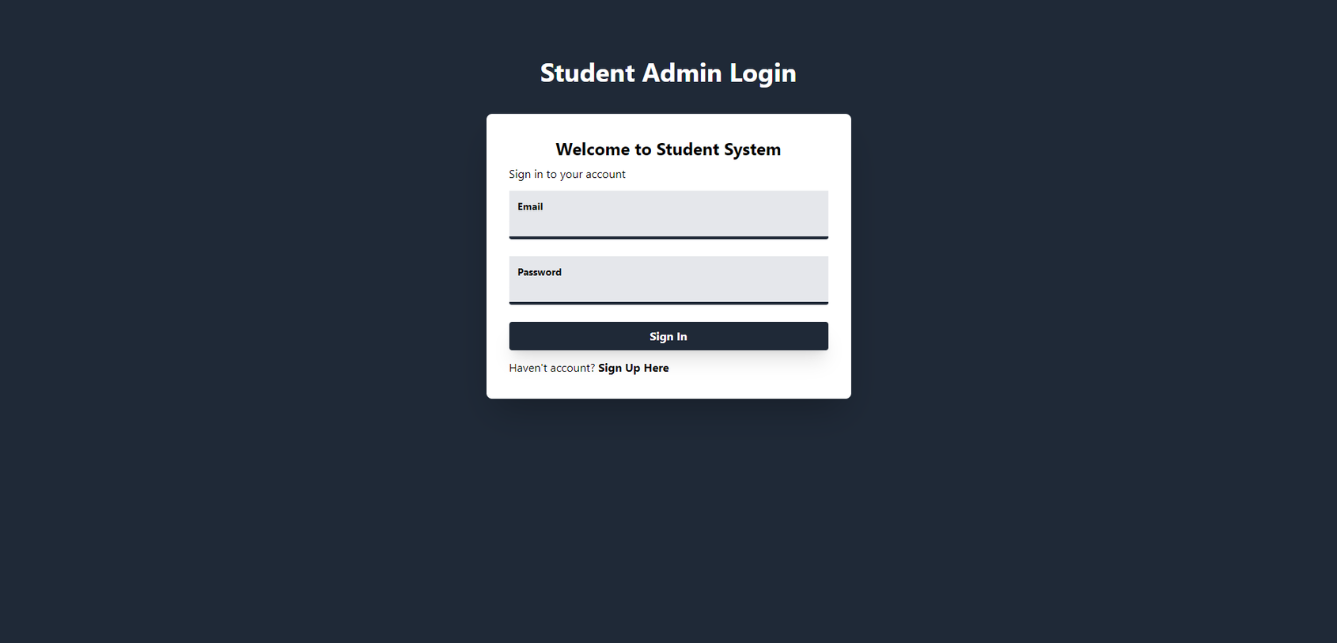 Student Admin Login
Welcome to Student System
Sign in to your account
Email
Password
Sign In
Haven't account? Sign Up Here